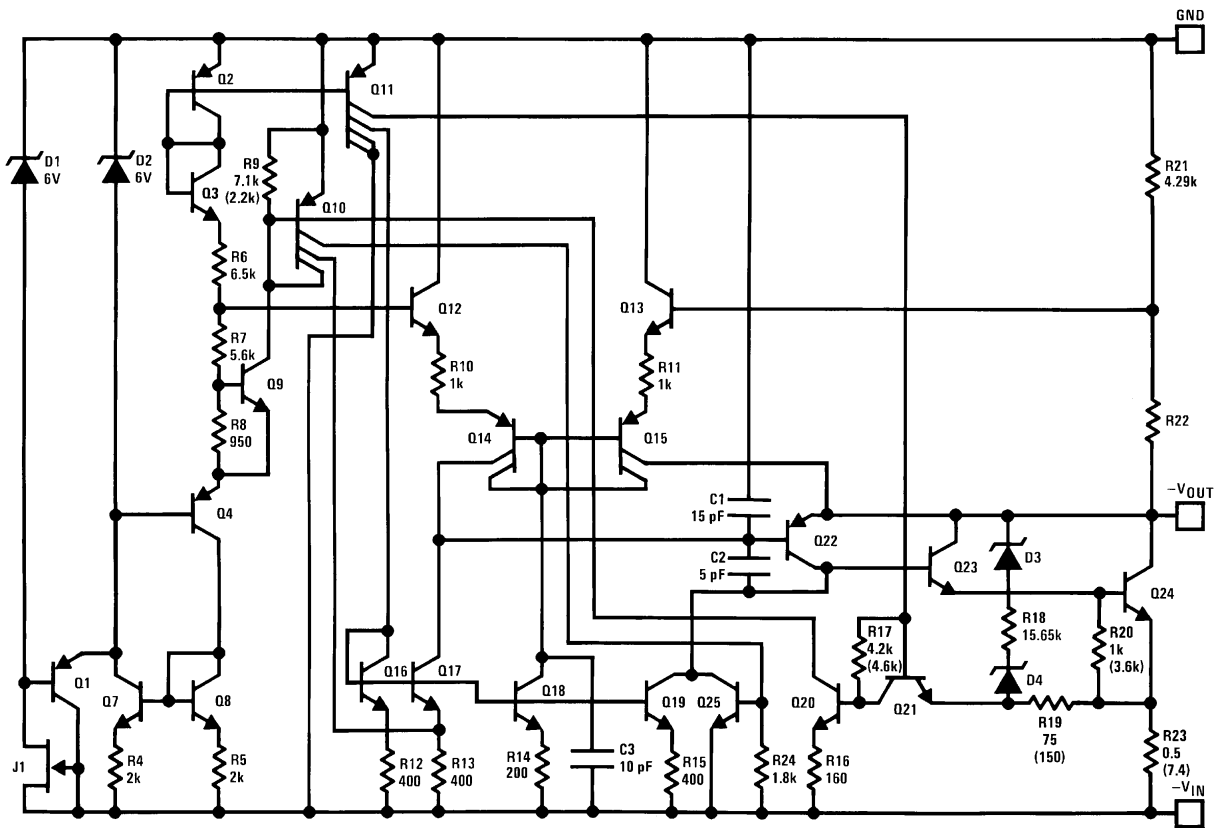 GND
Q2
Q11
D1
6V
D2
6V
R9
7.1k
(2.2k)
R21
4.29k
Q3
Q10
R6
6.5k
Q12
Q13
R7
5.6k
R10
1k
R11
1k
Q9
R8
950
R22
Q14
Q15
-VOUT
C1
15 pF
Q4
Q22
C2
5 pF
Q23
D3
Q24
R18
15.65k
R20
1k
(3.6k)
R17
4.2k
(4.6k)
Q1
Q7
Q8
Q16
Q17
Q18
Q19
Q25
Q20
Q21
D4
R19
75
(150)
R23
0.5
(7.4)
J1
R4
2k
R5
2k
R12
400
R13
400
R14
200
C3
10 pF
R15
400
R24
1.8k
R16
160
-VIN